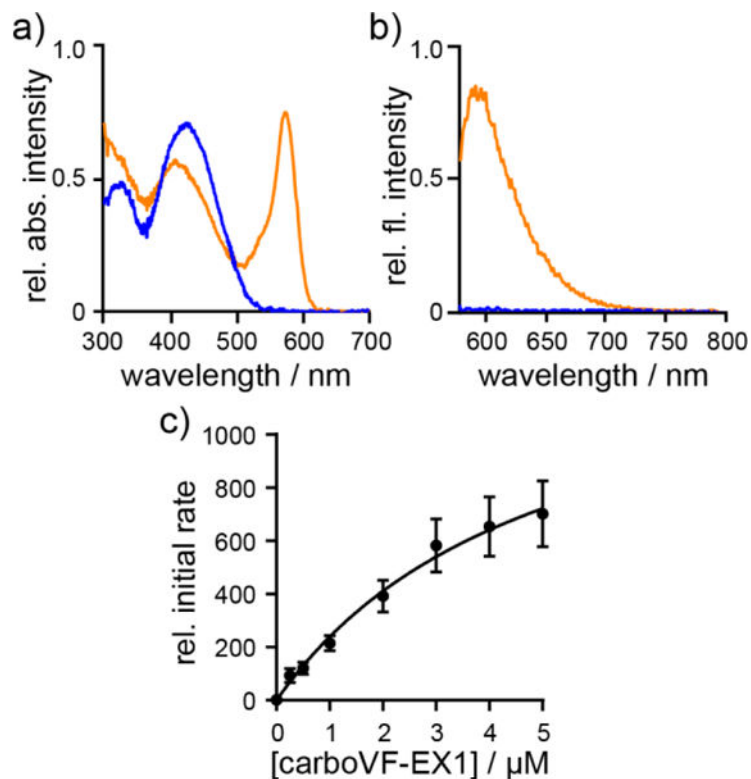 a)
b)
1.0
0.5
0
rel. abs. intensity
300 400 500 600 700
wavelength / nm
1.0
0.5
0
rel. fl. intensity
600 650 700 750 800
wavelength / nm
c)
1000
800
600
400
200
0
rel. initial rate
0 1 2 3 4 5
[carboVF-EX1] / μM